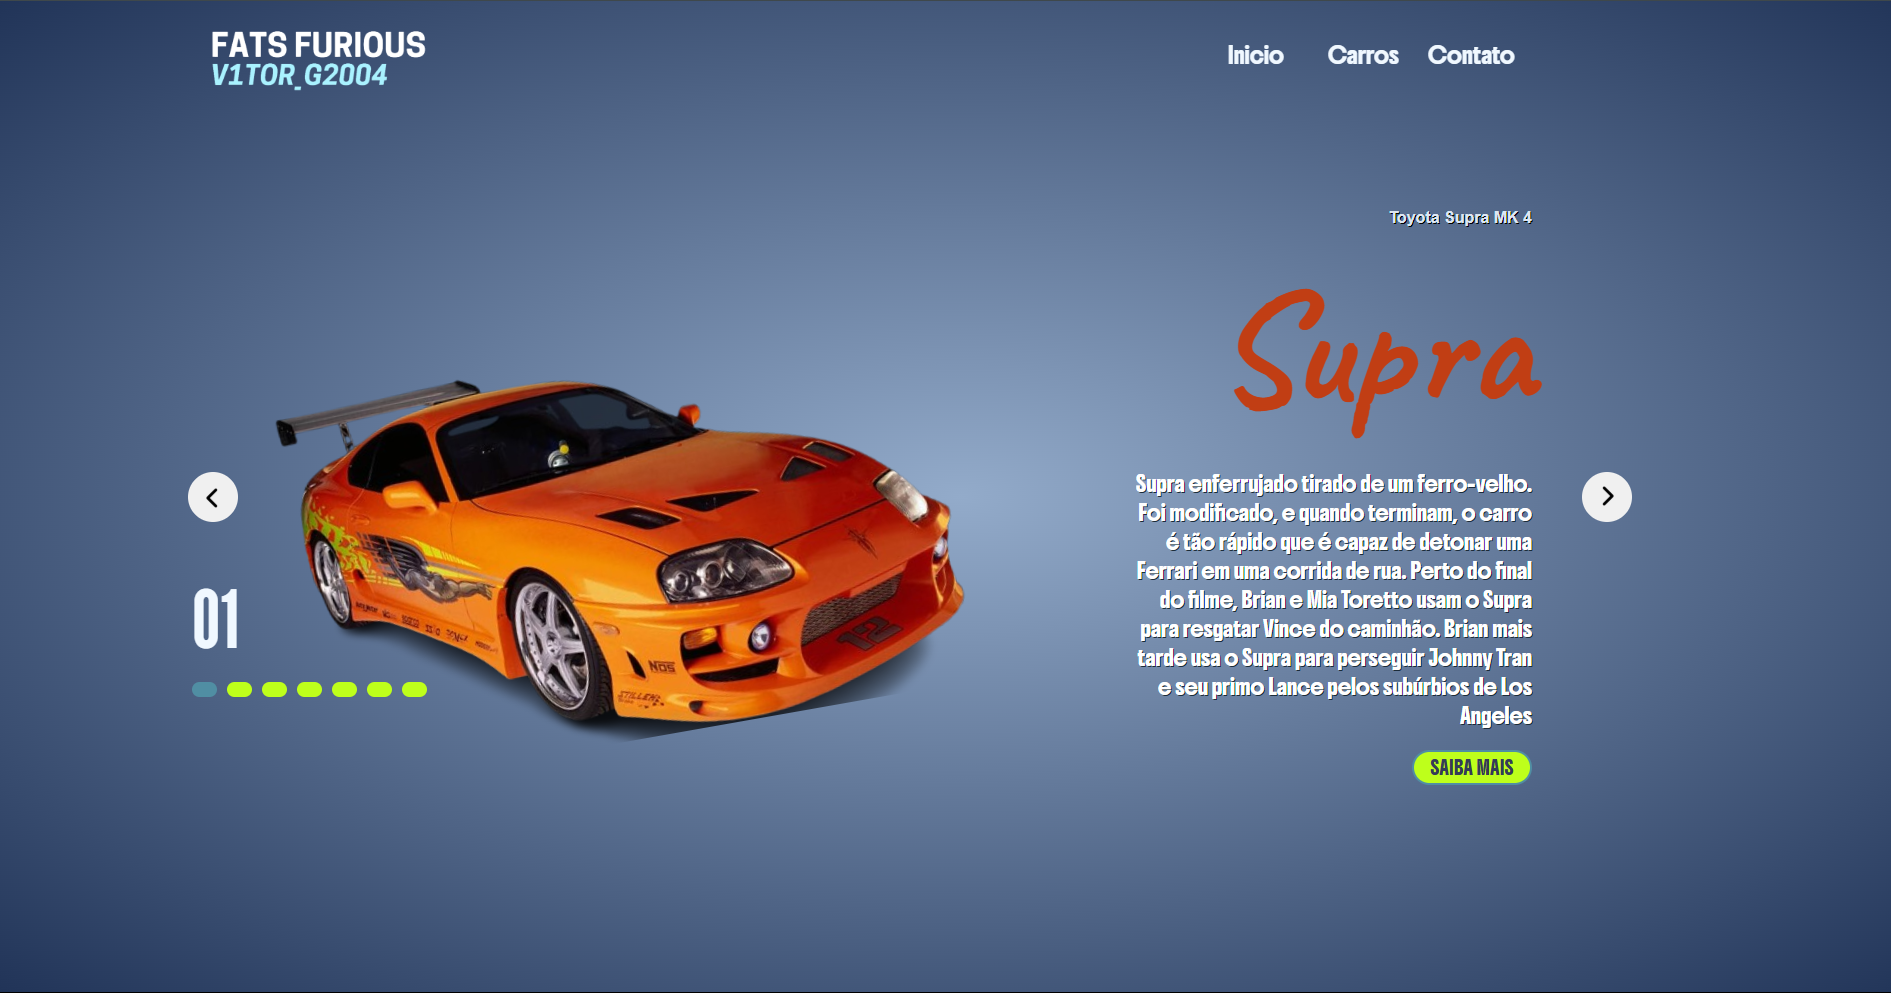 FATS FURIOUS
V1TOR_G2004
Inicio Carros Contato
Toyota Supra MK 4
Supra
Supra enferrujado tirado de um ferro-velho.
Foi modificado, e quando terminam, o carro
é tão rápido que é capaz de detonar uma
Ferrari em uma corrida de rua. Perto do final
do filme, Brian e Mia Toretto usam o Supra
para resgatar Vince do caminhão. Brian mais
tarde usa o Supra para perseguir Johnny Tran
e seu primo Lance pelos subúrbios de Los
Angeles
SAIBA MAIS
01
NOS
STILLEN